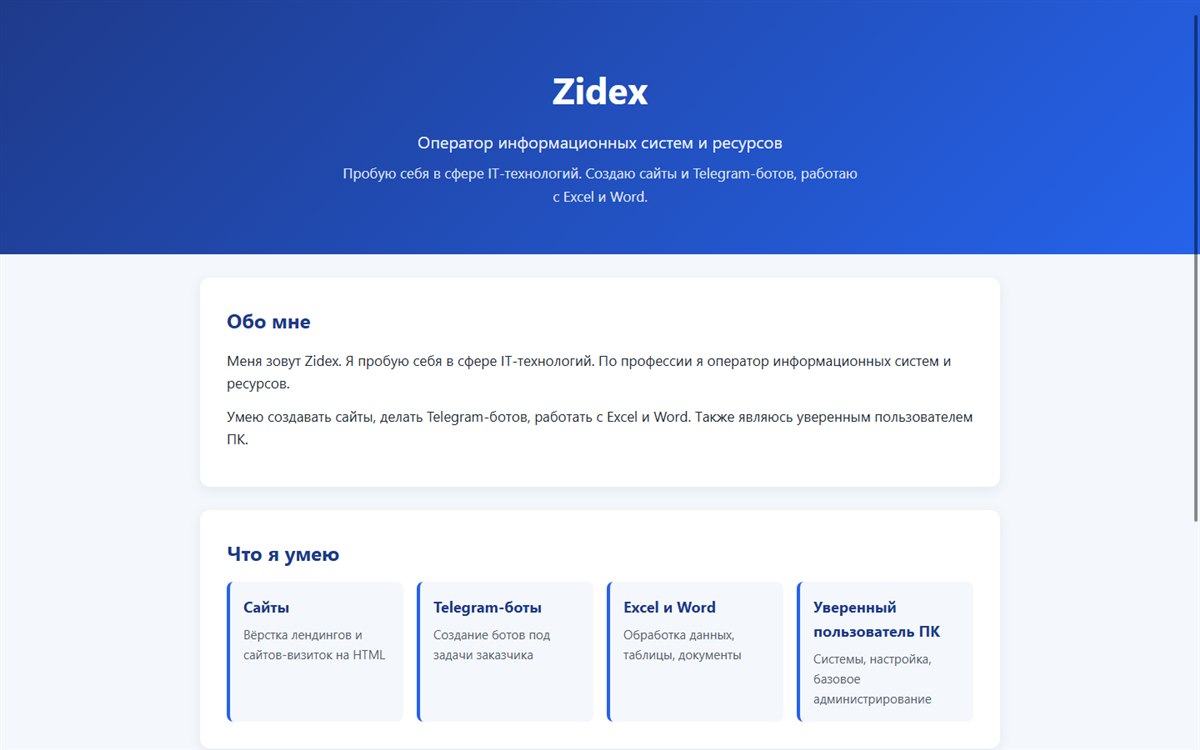 Zidex
Оператор информационных систем и ресурсов
Пробую себя в сфере IT-технологий. Создаю сайты и Telegram-ботов, работаю
с Excel и Word.
Обо мне
Меня зовут Zidex. Я пробую себя в сфере IT-технологий. По профессии я оператор информационных систем и
ресурсов.
Умею создавать сайты, делать Telegram-ботов, работать с Excel и Word. Также являюсь уверенным пользователем
ПК.
Что я умею
Сайты
Вёрстка лендингов и
сайтов-визиток на HTML
Telegram-боты
Создание ботов под
задачи заказчика
Excel и Word
Обработка данных,
таблицы, документы
Уверенный
пользователь ПК
Системы, настройка,
базовое
администрирование